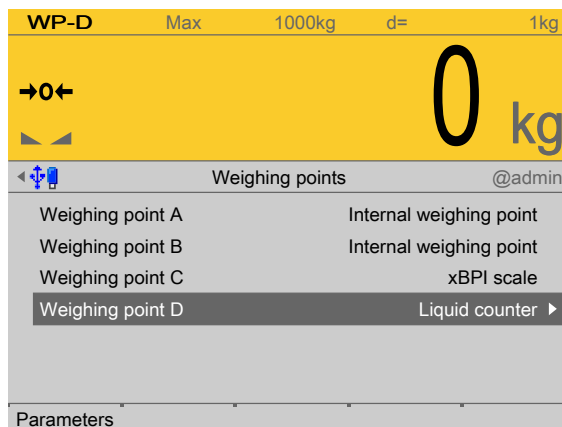 WP-D Max 1000kg d= 1kg
→0←
0 kg
Weighing points @admin
Weighing point A Internal weighing point
Weighing point B Internal weighing point
Weighing point C xBPI scale
Weighing point D Liquid counter
Parameters